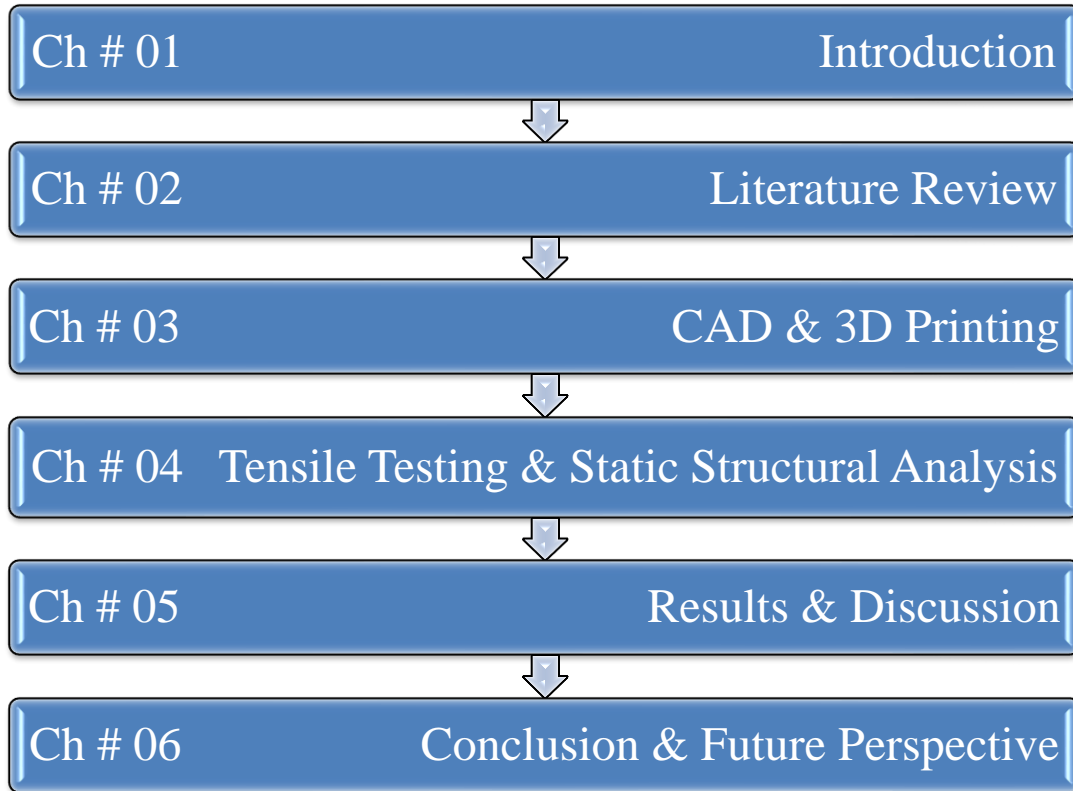 Ch # 01 Introduction
Ch # 02 Literature Review
Ch # 03 CAD & 3D Printing
Ch # 04 Tensile Testing & Static Structural Analysis
Ch # 05 Results & Discussion
Ch # 06 Conclusion & Future Perspective